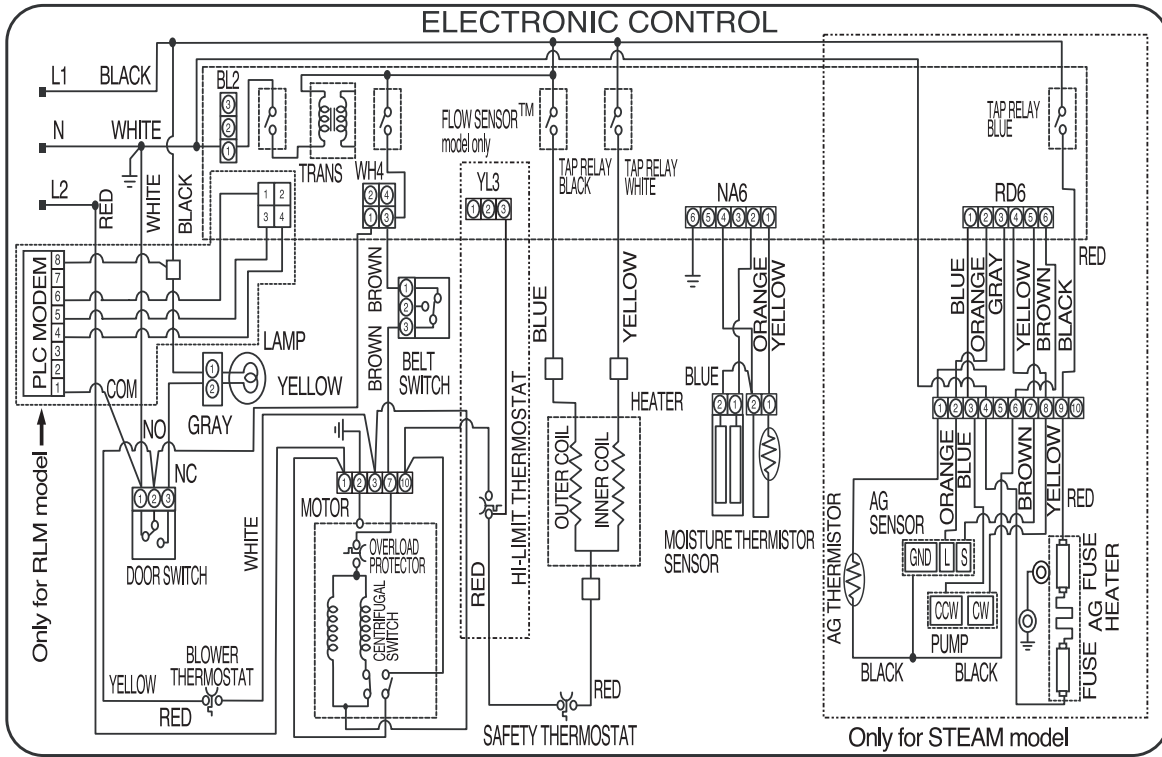 ELECTRONIC CONTROL
L1 BLACK
N WHITE
L2
RED
WHITE
BLACK
BL2
3
2
1
TRANS
WH4
2 4
1 3
1 2
3 4
FLOW SENSOR™
model only
YL3
1 2 3
TAP RELAY
BLACK
TAP RELAY
WHITE
NA6
6 5 4 3 2 1
TAP RELAY
BLUE
RD6
1 2 3 4 5 6
RED
PLC MODEM
8
7
6
5
4
3
2
1
COM
Only for RLM model
LAMP
1
2
YELLOW
GRAY
NO
NC
1 2 3
DOOR SWITCH
BROWN
BROWN
1
2
3
BELT
SWITCH
BLUE
YELLOW
ORANGE
YELLOW
BLUE
2 1 2 1
MOISTURE THERMISTOR
SENSOR
HEATER
OUTER COIL
INNER COIL
HI-LIMIT THERMOSTAT
RED
MOTOR
1 2 3 7 10
OVERLOAD
PROTECTOR
CENTRIFUGAL
SWITCH
WHITE
BLOWER
THERMOSTAT
YELLOW
RED
SAFETY THERMOSTAT
RED
BLUE
ORANGE
GRAY
YELLOW
BROWN
BLACK
1 2 3 4 5 6 7 8 9 10
ORANGE
BLUE
BROWN
YELLOW
RED
AG
SENSOR
GND L S
CCW CW
PUMP
AG THERMISTOR
BLACK
BLACK
FUSE
AG
HEATER
FUSE
Only for STEAM model